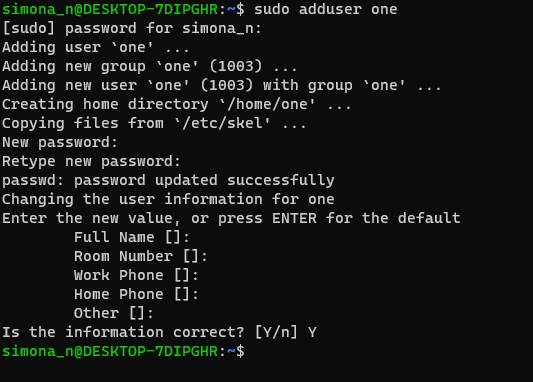 simona_n@DESKTOP-7DIPGHR:~$ sudo adduser one
[sudo] password for simona_n:
Adding user `one' ...
Adding new group `one' (1003) ...
Adding new user `one' (1003) with group `one' ...
Creating home directory `/home/one' ...
Copying files from `/etc/skel' ...
New password:
Retype new password:
passwd: password updated successfully
Changing the user information for one
Enter the new value, or press ENTER for the default
        Full Name []:
        Room Number []:
        Work Phone []:
        Home Phone []:
        Other []:
Is the information correct? [Y/n] Y
simona_n@DESKTOP-7DIPGHR:~$